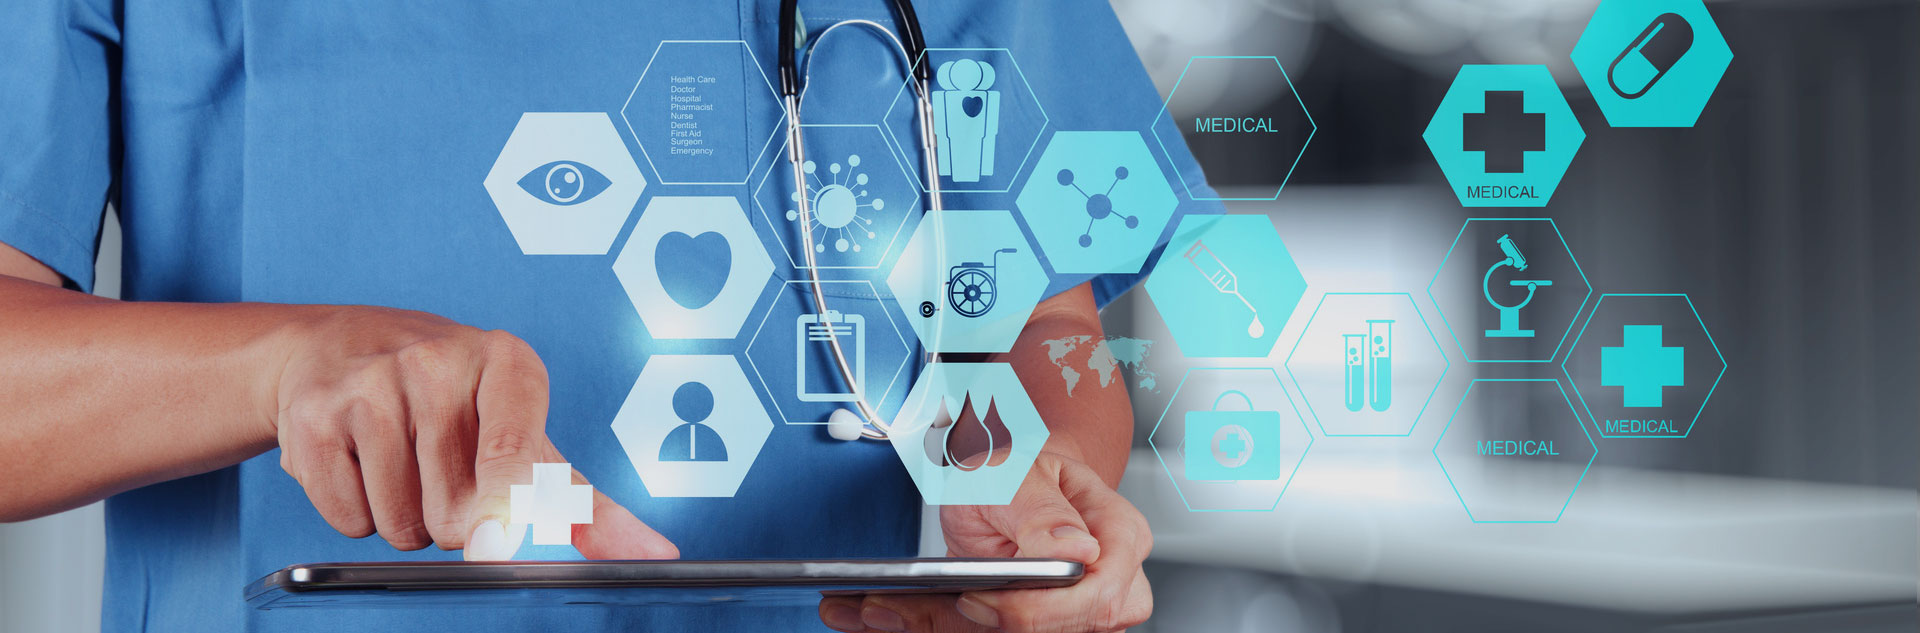 Health Care
Doctor
Hospital
Pharmacist
Nurse
Dentist
First Aid
Surgeon
Emergency
MEDICAL
MEDICAL
MEDICAL
MEDICAL